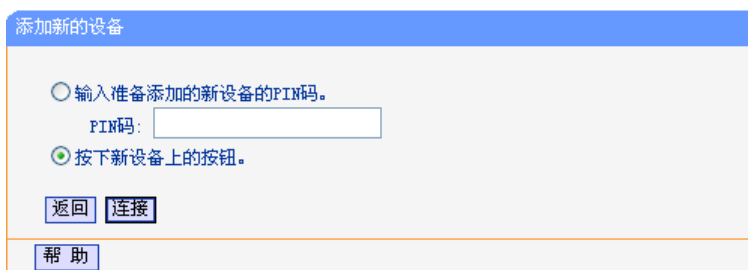 添加新的设备
输入准备添加的新设备的PIN码。
PIN码:
按下新设备上的按钮。
返回 连接
帮 助